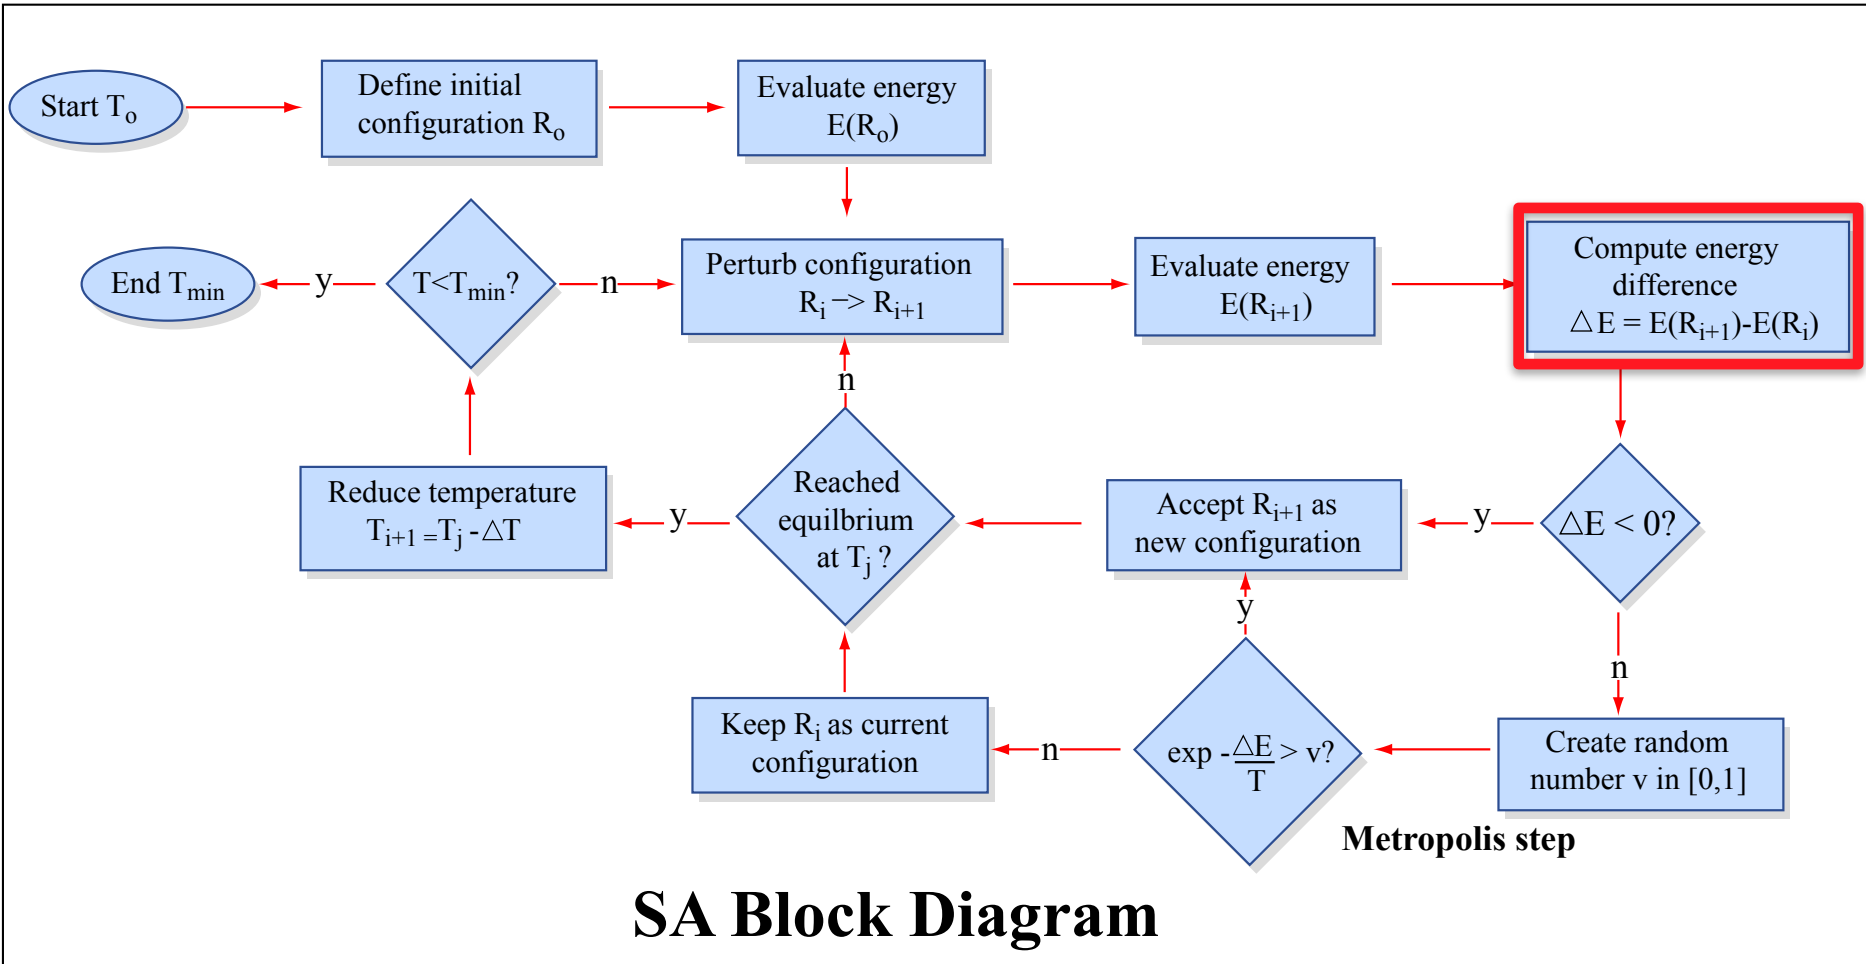 Start To
Define initial
configuration Ro
Evaluate energy
E(Ro)
End Tmin
y
T<Tmin?
n
Perturb configuration
Ri −> Ri+1
Evaluate energy
E(Ri+1)
Compute energy
difference
△E = E(Ri+1)-E(Ri)
n
Reduce temperature
Ti+1 = Tj - △T
y
Reached
equilbrium
at Tj ?
Accept Ri+1 as
new configuration
y
△E < 0?
y
n
Keep Ri as current
configuration
n
exp - △E/T > v?
Create random
number v in [0,1]
Metropolis step
SA Block Diagram